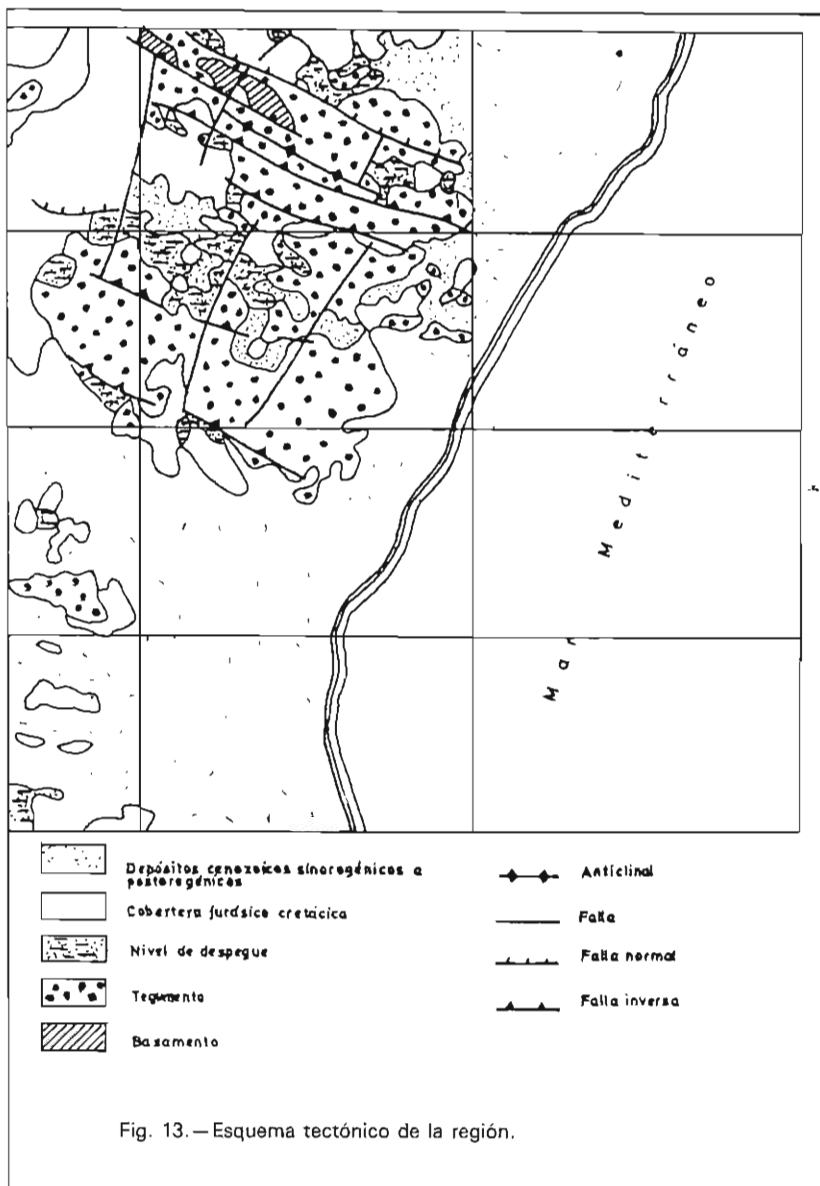 Mar Mediterráneo
Depósitos cenozoicos sinorogénicos a
postorogénicos
Cobertera jurásico cretácica
Nivel de despegue
Tegumento
Basamento
Anticlinal
Falla
Falla normal
Falla inversa
Fig. 13.—Esquema tectónico de la región.